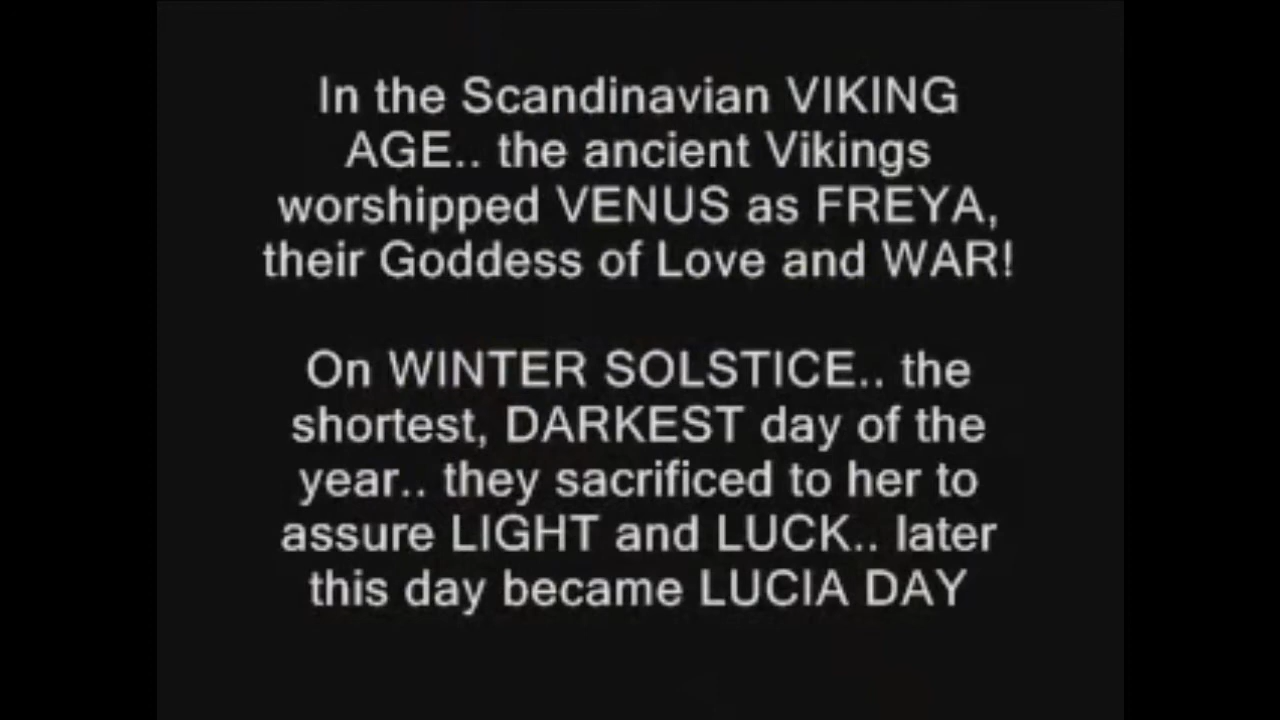 In the Scandinavian VIKING
AGE.. the ancient Vikings
worshipped VENUS as FREYA,
their Goddess of Love and WAR!
On WINTER SOLSTICE.. the
shortest, DARKEST day of the
year.. they sacrificed to her to
assure LIGHT and LUCK.. later
this day became LUCIA DAY